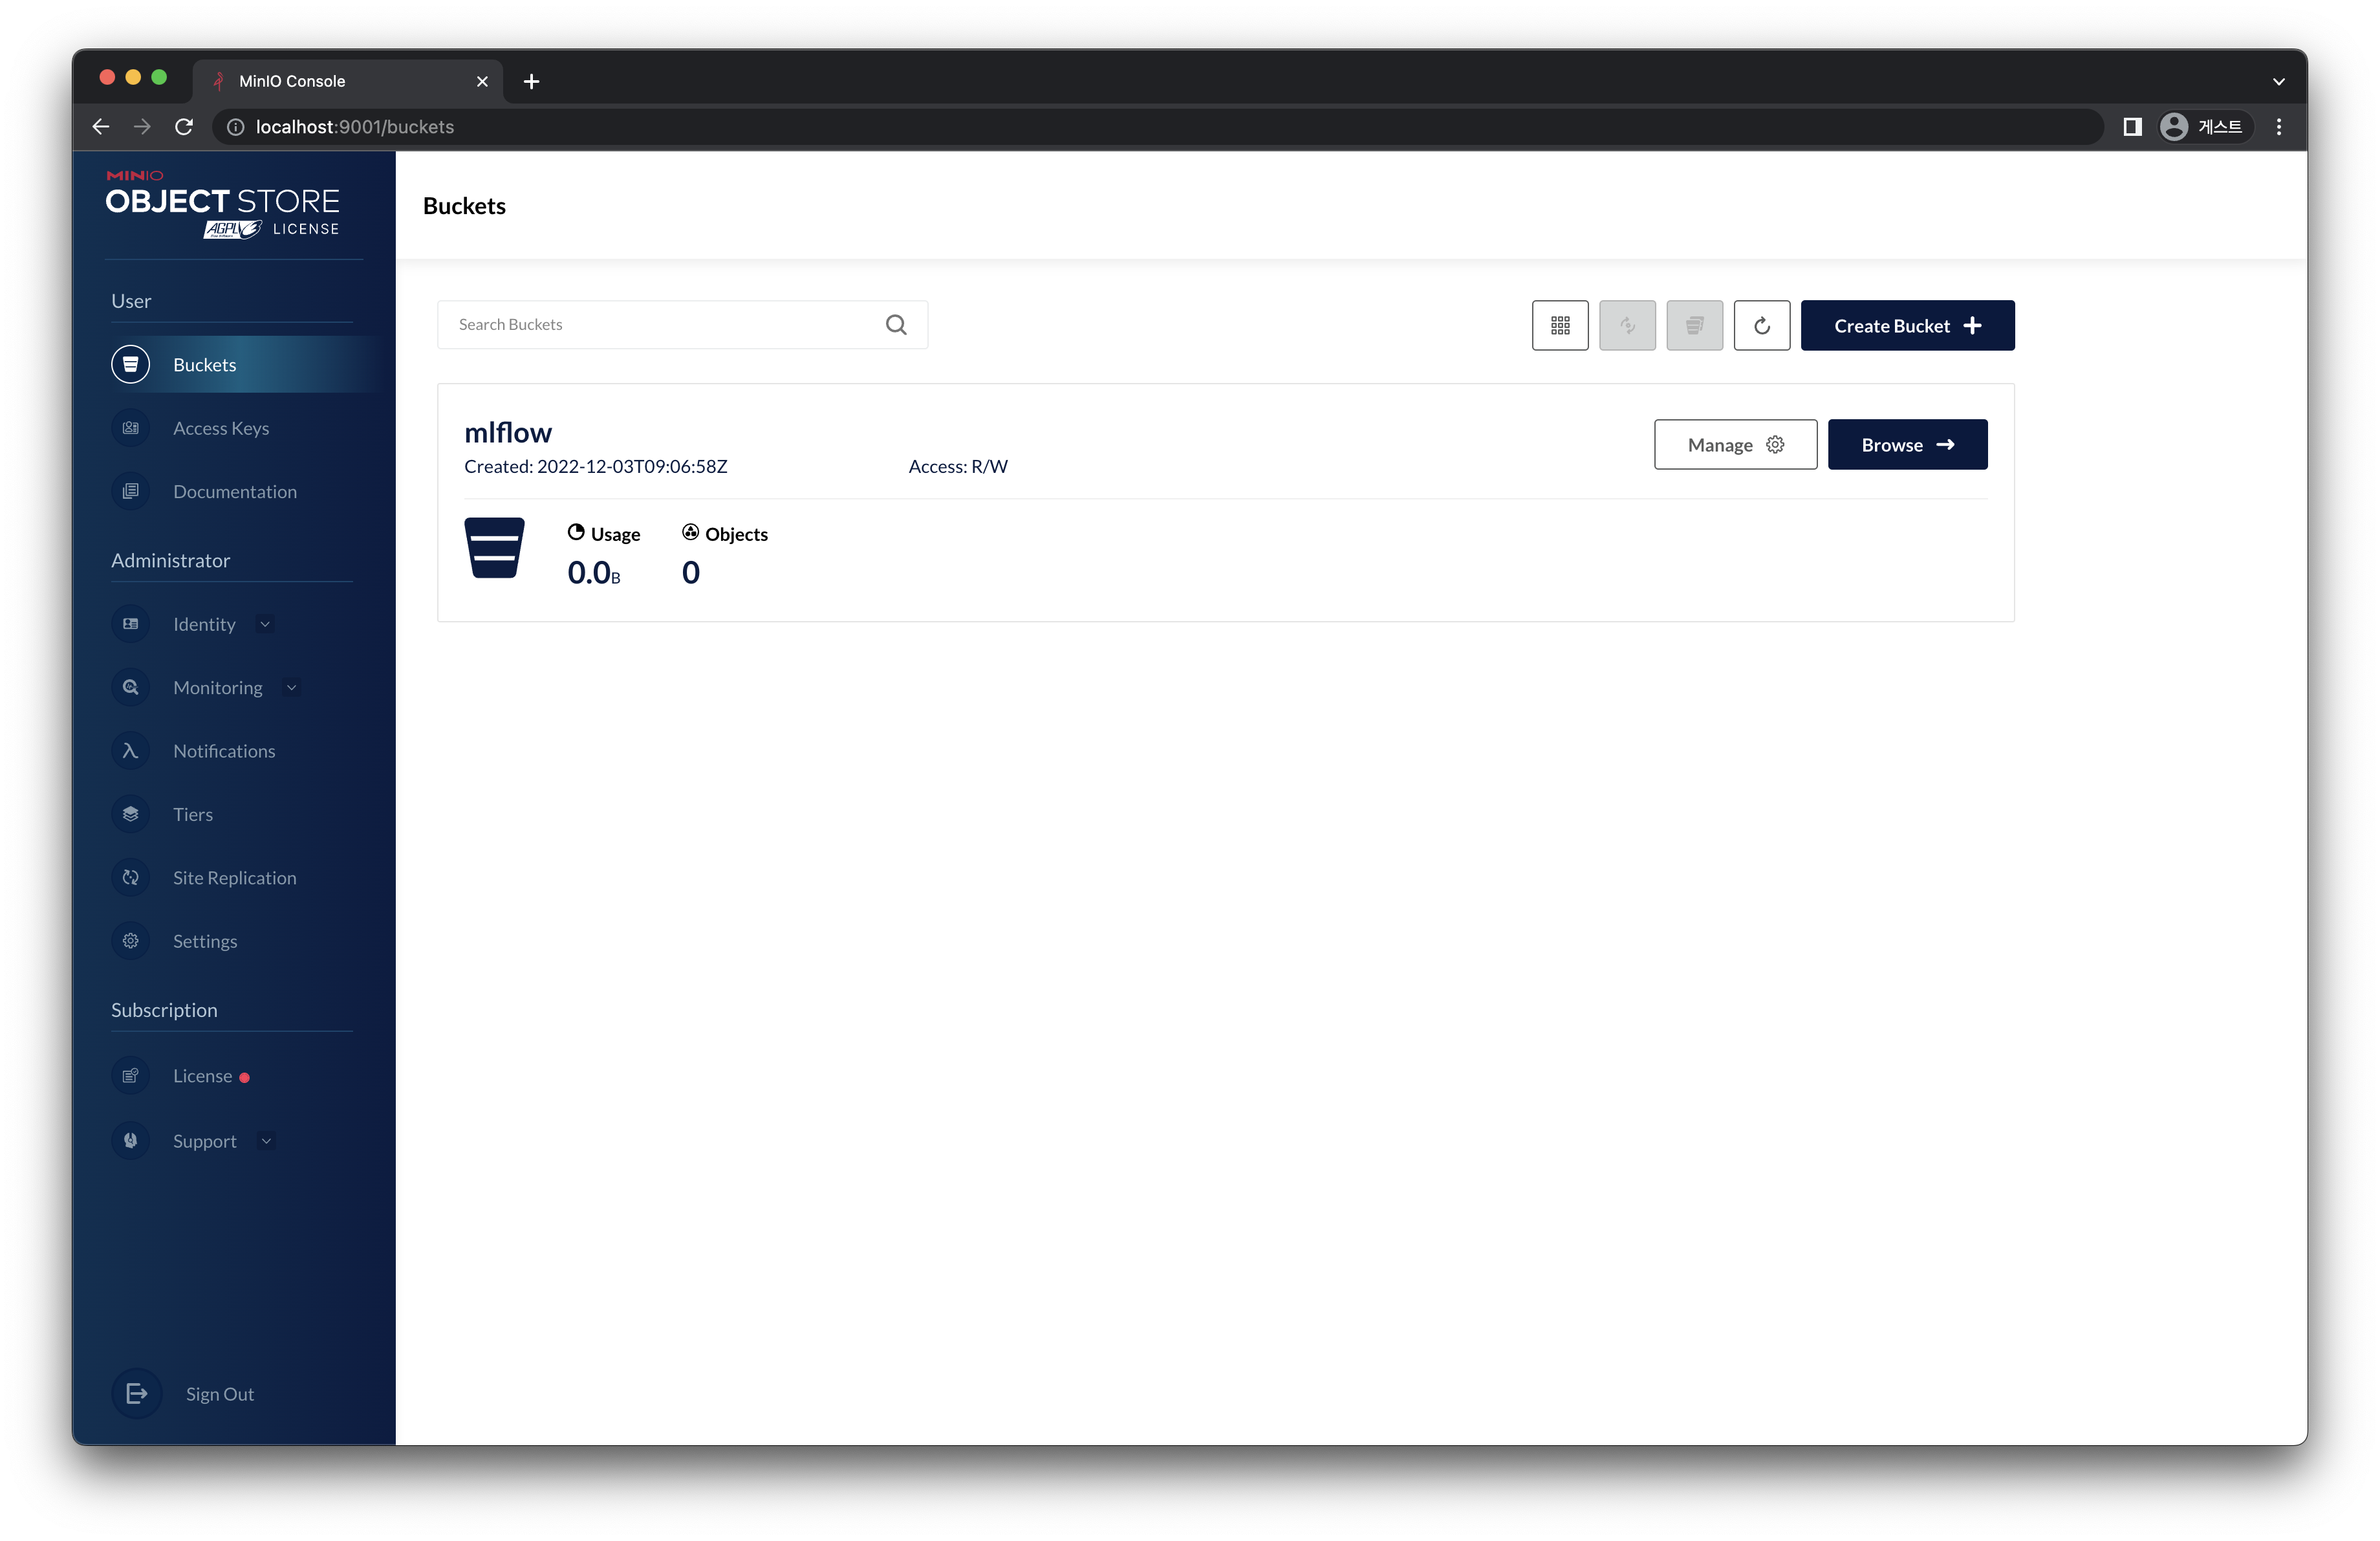 MinIO Console
localhost:9001/buckets
게스트
MINIO
OBJECT STORE
AGPL LICENSE
Buckets
User
Search Buckets
Create Bucket
Buckets
Access Keys
mlflow
Manage
Browse
Created: 2022-12-03T09:06:58Z
Access: R/W
Documentation
Usage
Objects
0.0B
0
Administrator
Identity
Monitoring
Notifications
Tiers
Site Replication
Settings
Subscription
License
Support
Sign Out